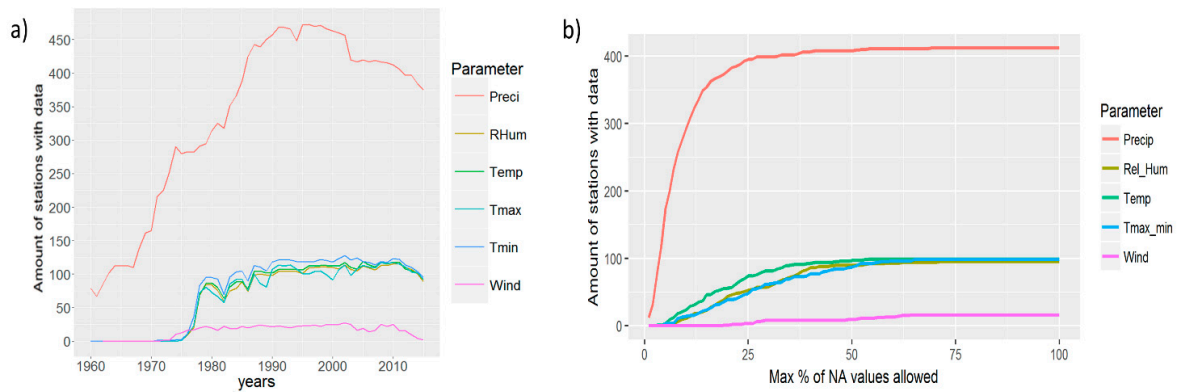 a)
Amount of stations with data
450
400
350
300
250
200
150
100
50
0
1960
1970
1980
1990
2000
2010
years
Parameter
Preci
RHum
Temp
Tmax
Tmin
Wind
b)
Amount of stations with data
400
300
200
100
0
0
25
50
75
100
Max % of NA values allowed
Parameter
Precip
Rel_Hum
Temp
Tmax_min
Wind